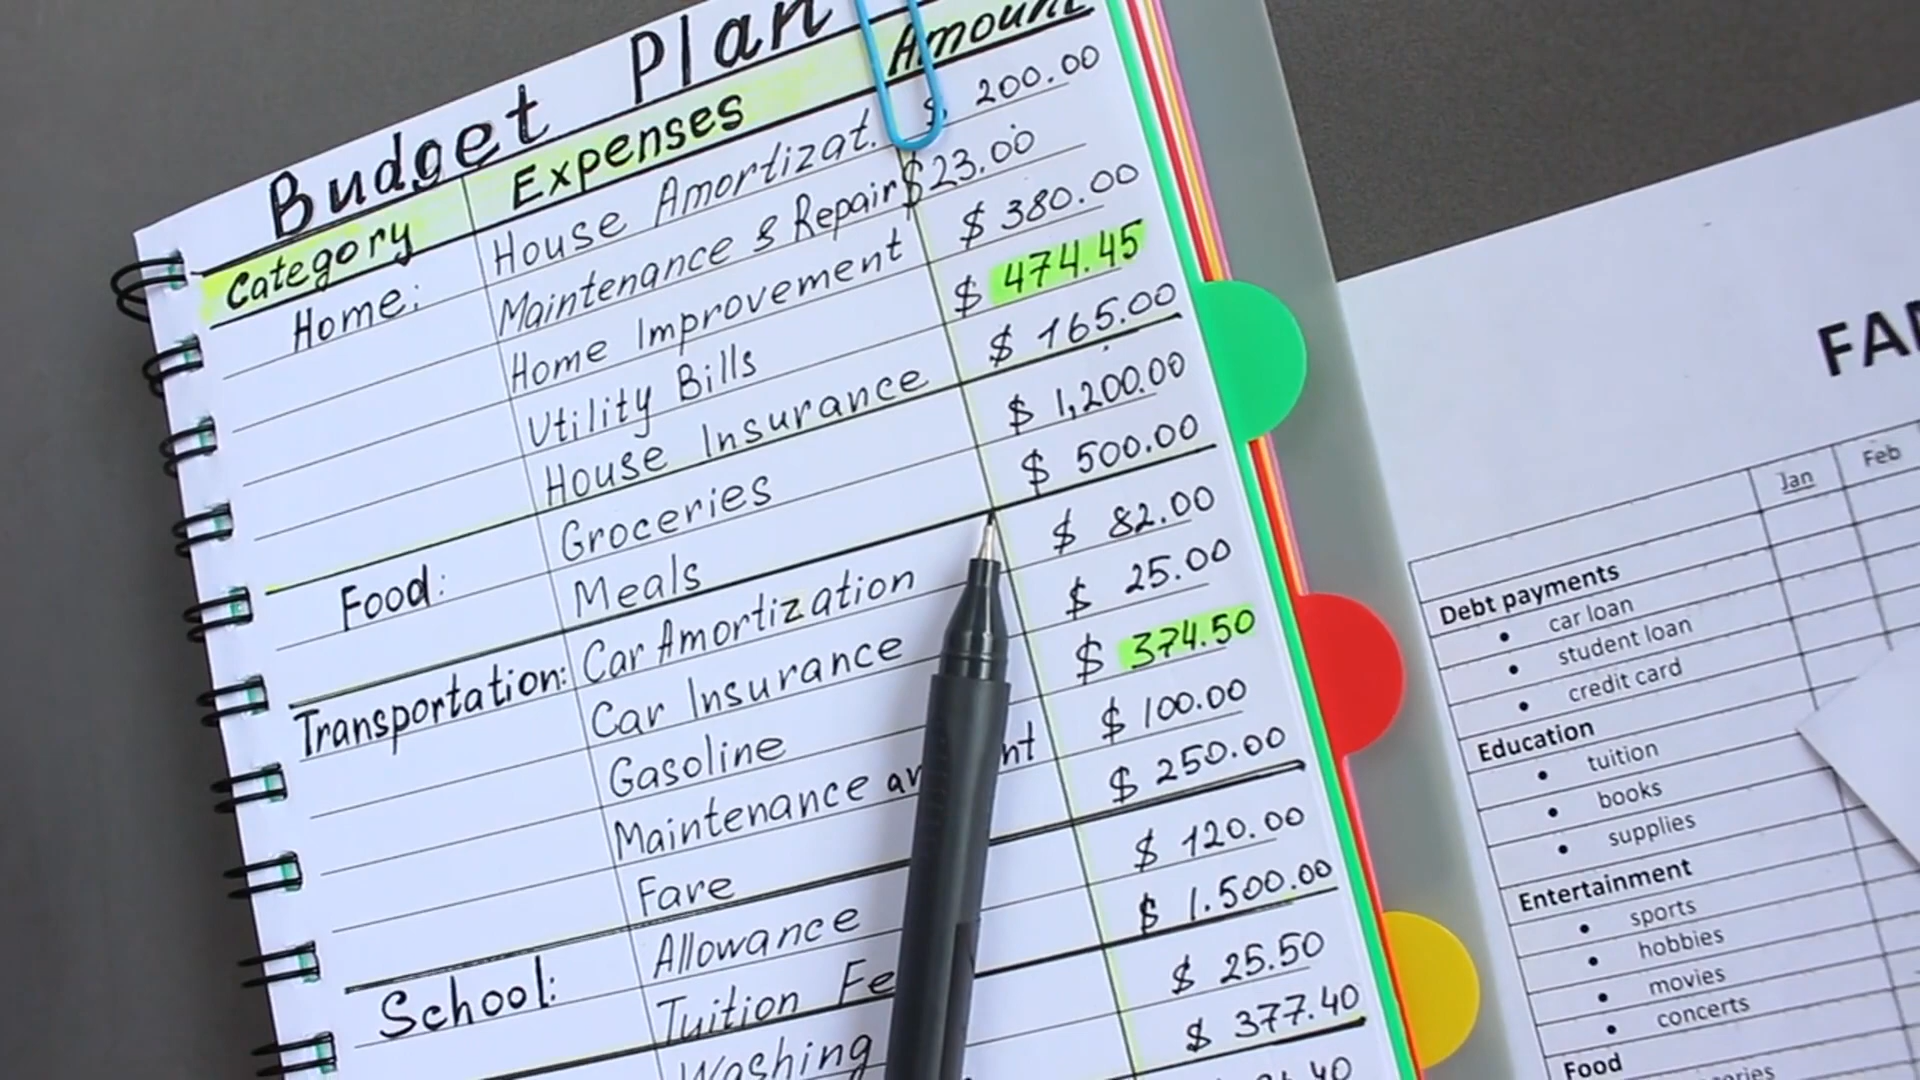 Budget Plan
Category Expenses Amount
Home: House Amortizat. $ 200.00
Maintenance & Repair $23.00
Home Improvement $ 380.00
Utility Bills $ 474.45
House Insurance $ 165.00
Food: Groceries $ 1,200.00
Meals $ 500.00
Transportation: Car Amortization $ 82.00
Car Insurance $ 25.00
Gasoline $ 374.50
Maintenance an nt $ 100.00
Fare $ 250.00
School: Allowance $ 120.00
Tuition Fe $ 1.500.00
Washing $ 25.50
$ 377.40
Jan Feb
Debt payments
• car loan
• student loan
• credit card
Education
• tuition
• books
• supplies
Entertainment
• sports
• hobbies
• movies
• concerts
Food